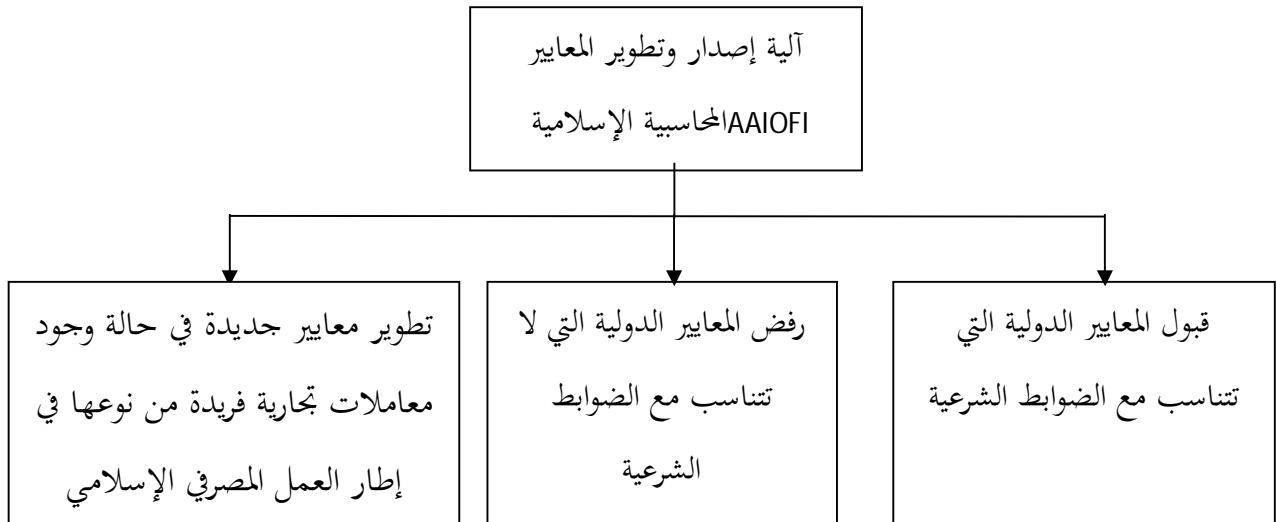 آلية إصدار وتطوير المعايير
المحاسبية الإسلامية AAIOFI
قبول المعايير الدولية التي
تتناسب مع الضوابط الشرعية
رفض المعايير الدولية التي لا
تتناسب مع الضوابط
الشرعية
تطوير معايير جديدة في حالة وجود
معاملات تجارية فريدة من نوعها في
إطار العمل المصرفي الإسلامي